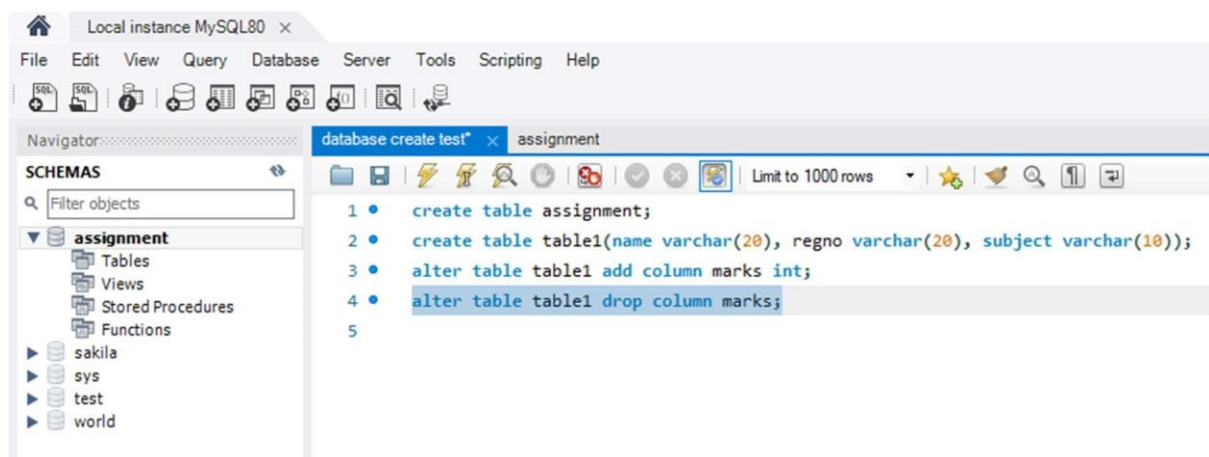 Local instance MySQL80 ×
File Edit View Query Database Server Tools Scripting Help
Navigator
SCHEMAS
Filter objects
assignment
Tables
Views
Stored Procedures
Functions
sakila
sys
test
world
database create test* × assignment
Limit to 1000 rows
1 create table assignment;
2 create table table1(name varchar(20), regno varchar(20), subject varchar(10));
3 alter table table1 add column marks int;
4 alter table table1 drop column marks;
5